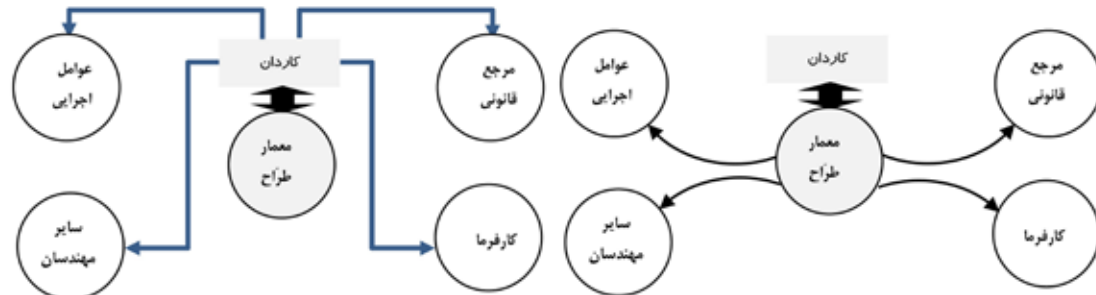 کاردان
مرجع
قانونی
عوامل
اجرایی
معمار
طرّاح
کارفرما
سایر
مهندسان
کاردان
مرجع
قانونی
عوامل
اجرایی
معمار
طرّاح
کارفرما
سایر
مهندسان